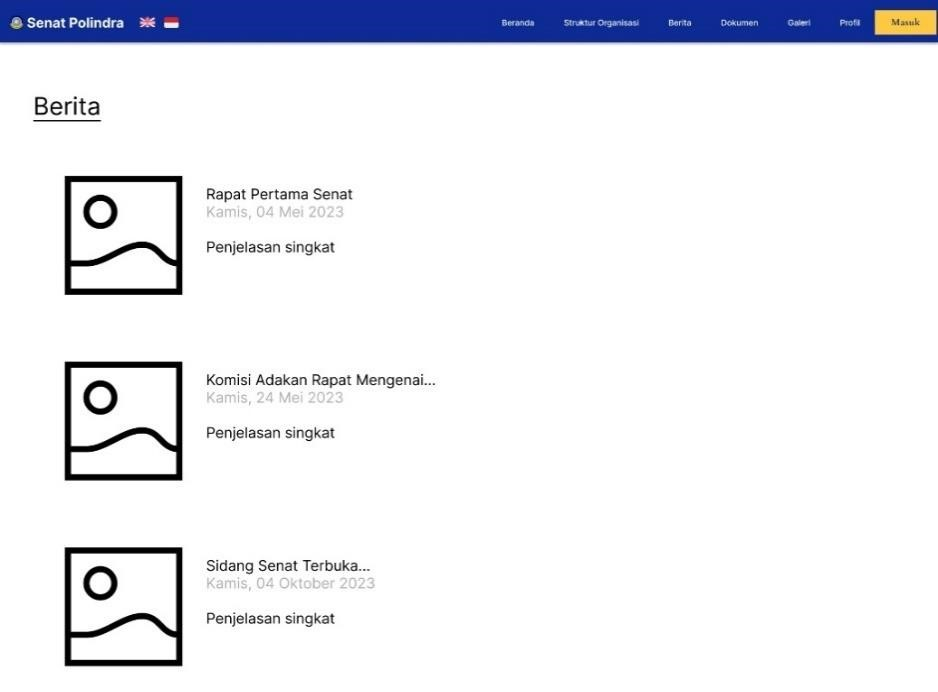 Senat Polindra
Beranda Struktur Organisasi Berita Dokumen Galeri Profil Masuk
Berita
Rapat Pertama Senat
Kamis, 04 Mei 2023
Penjelasan singkat
Komisi Adakan Rapat Mengenai...
Kamis, 24 Mei 2023
Penjelasan singkat
Sidang Senat Terbuka...
Kamis, 04 Oktober 2023
Penjelasan singkat